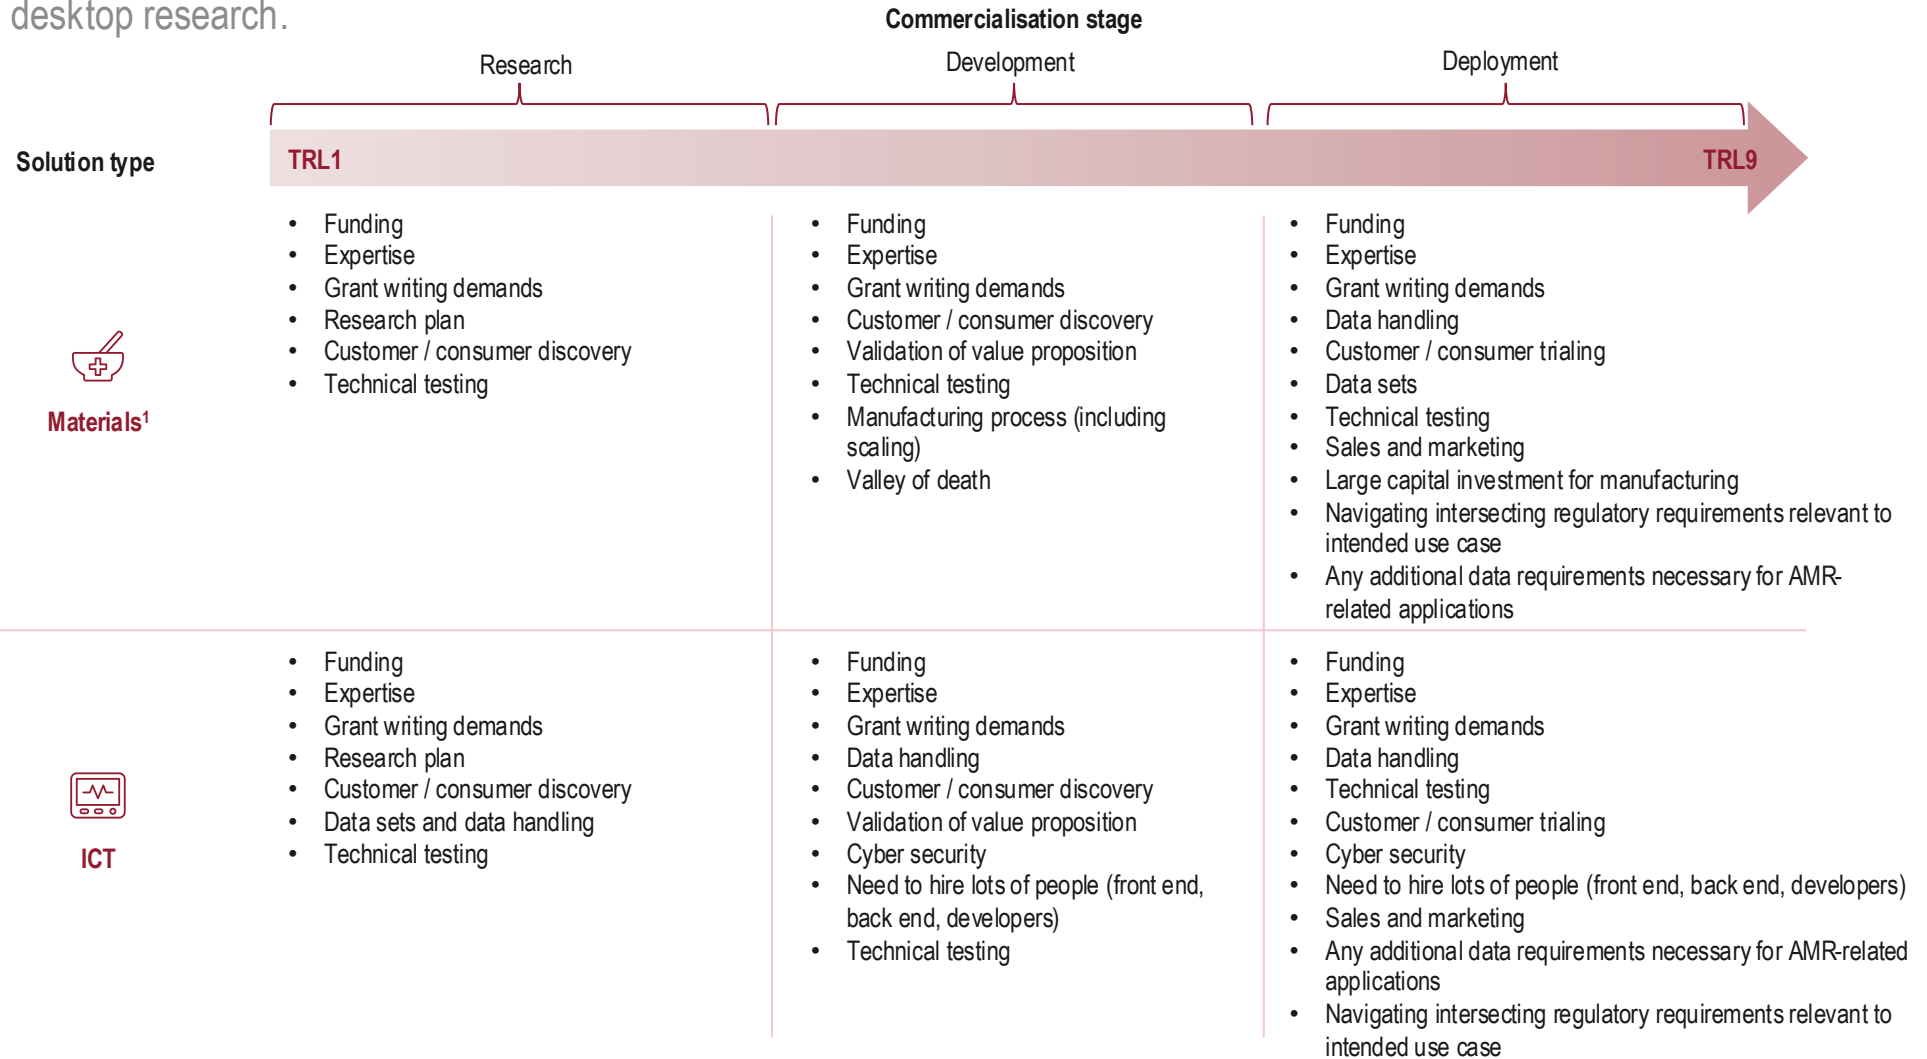 desktop research.
Commercialisation stage
Research
Development
Deployment
Solution type
TRL1
TRL9
Materials¹
• Funding
• Expertise
• Grant writing demands
• Research plan
• Customer / consumer discovery
• Technical testing
• Funding
• Expertise
• Grant writing demands
• Customer / consumer discovery
• Validation of value proposition
• Technical testing
• Manufacturing process (including
scaling)
• Valley of death
• Funding
• Expertise
• Grant writing demands
• Data handling
• Customer / consumer trialing
• Data sets
• Technical testing
• Sales and marketing
• Large capital investment for manufacturing
• Navigating intersecting regulatory requirements relevant to
intended use case
• Any additional data requirements necessary for AMR-
related applications
ICT
• Funding
• Expertise
• Grant writing demands
• Research plan
• Customer / consumer discovery
• Data sets and data handling
• Technical testing
• Funding
• Expertise
• Grant writing demands
• Data handling
• Customer / consumer discovery
• Validation of value proposition
• Cyber security
• Need to hire lots of people (front end,
back end, developers)
• Technical testing
• Funding
• Expertise
• Grant writing demands
• Data handling
• Technical testing
• Customer / consumer trialing
• Cyber security
• Need to hire lots of people (front end, back end, developers)
• Sales and marketing
• Any additional data requirements necessary for AMR-related
applications
• Navigating intersecting regulatory requirements relevant to
intended use case